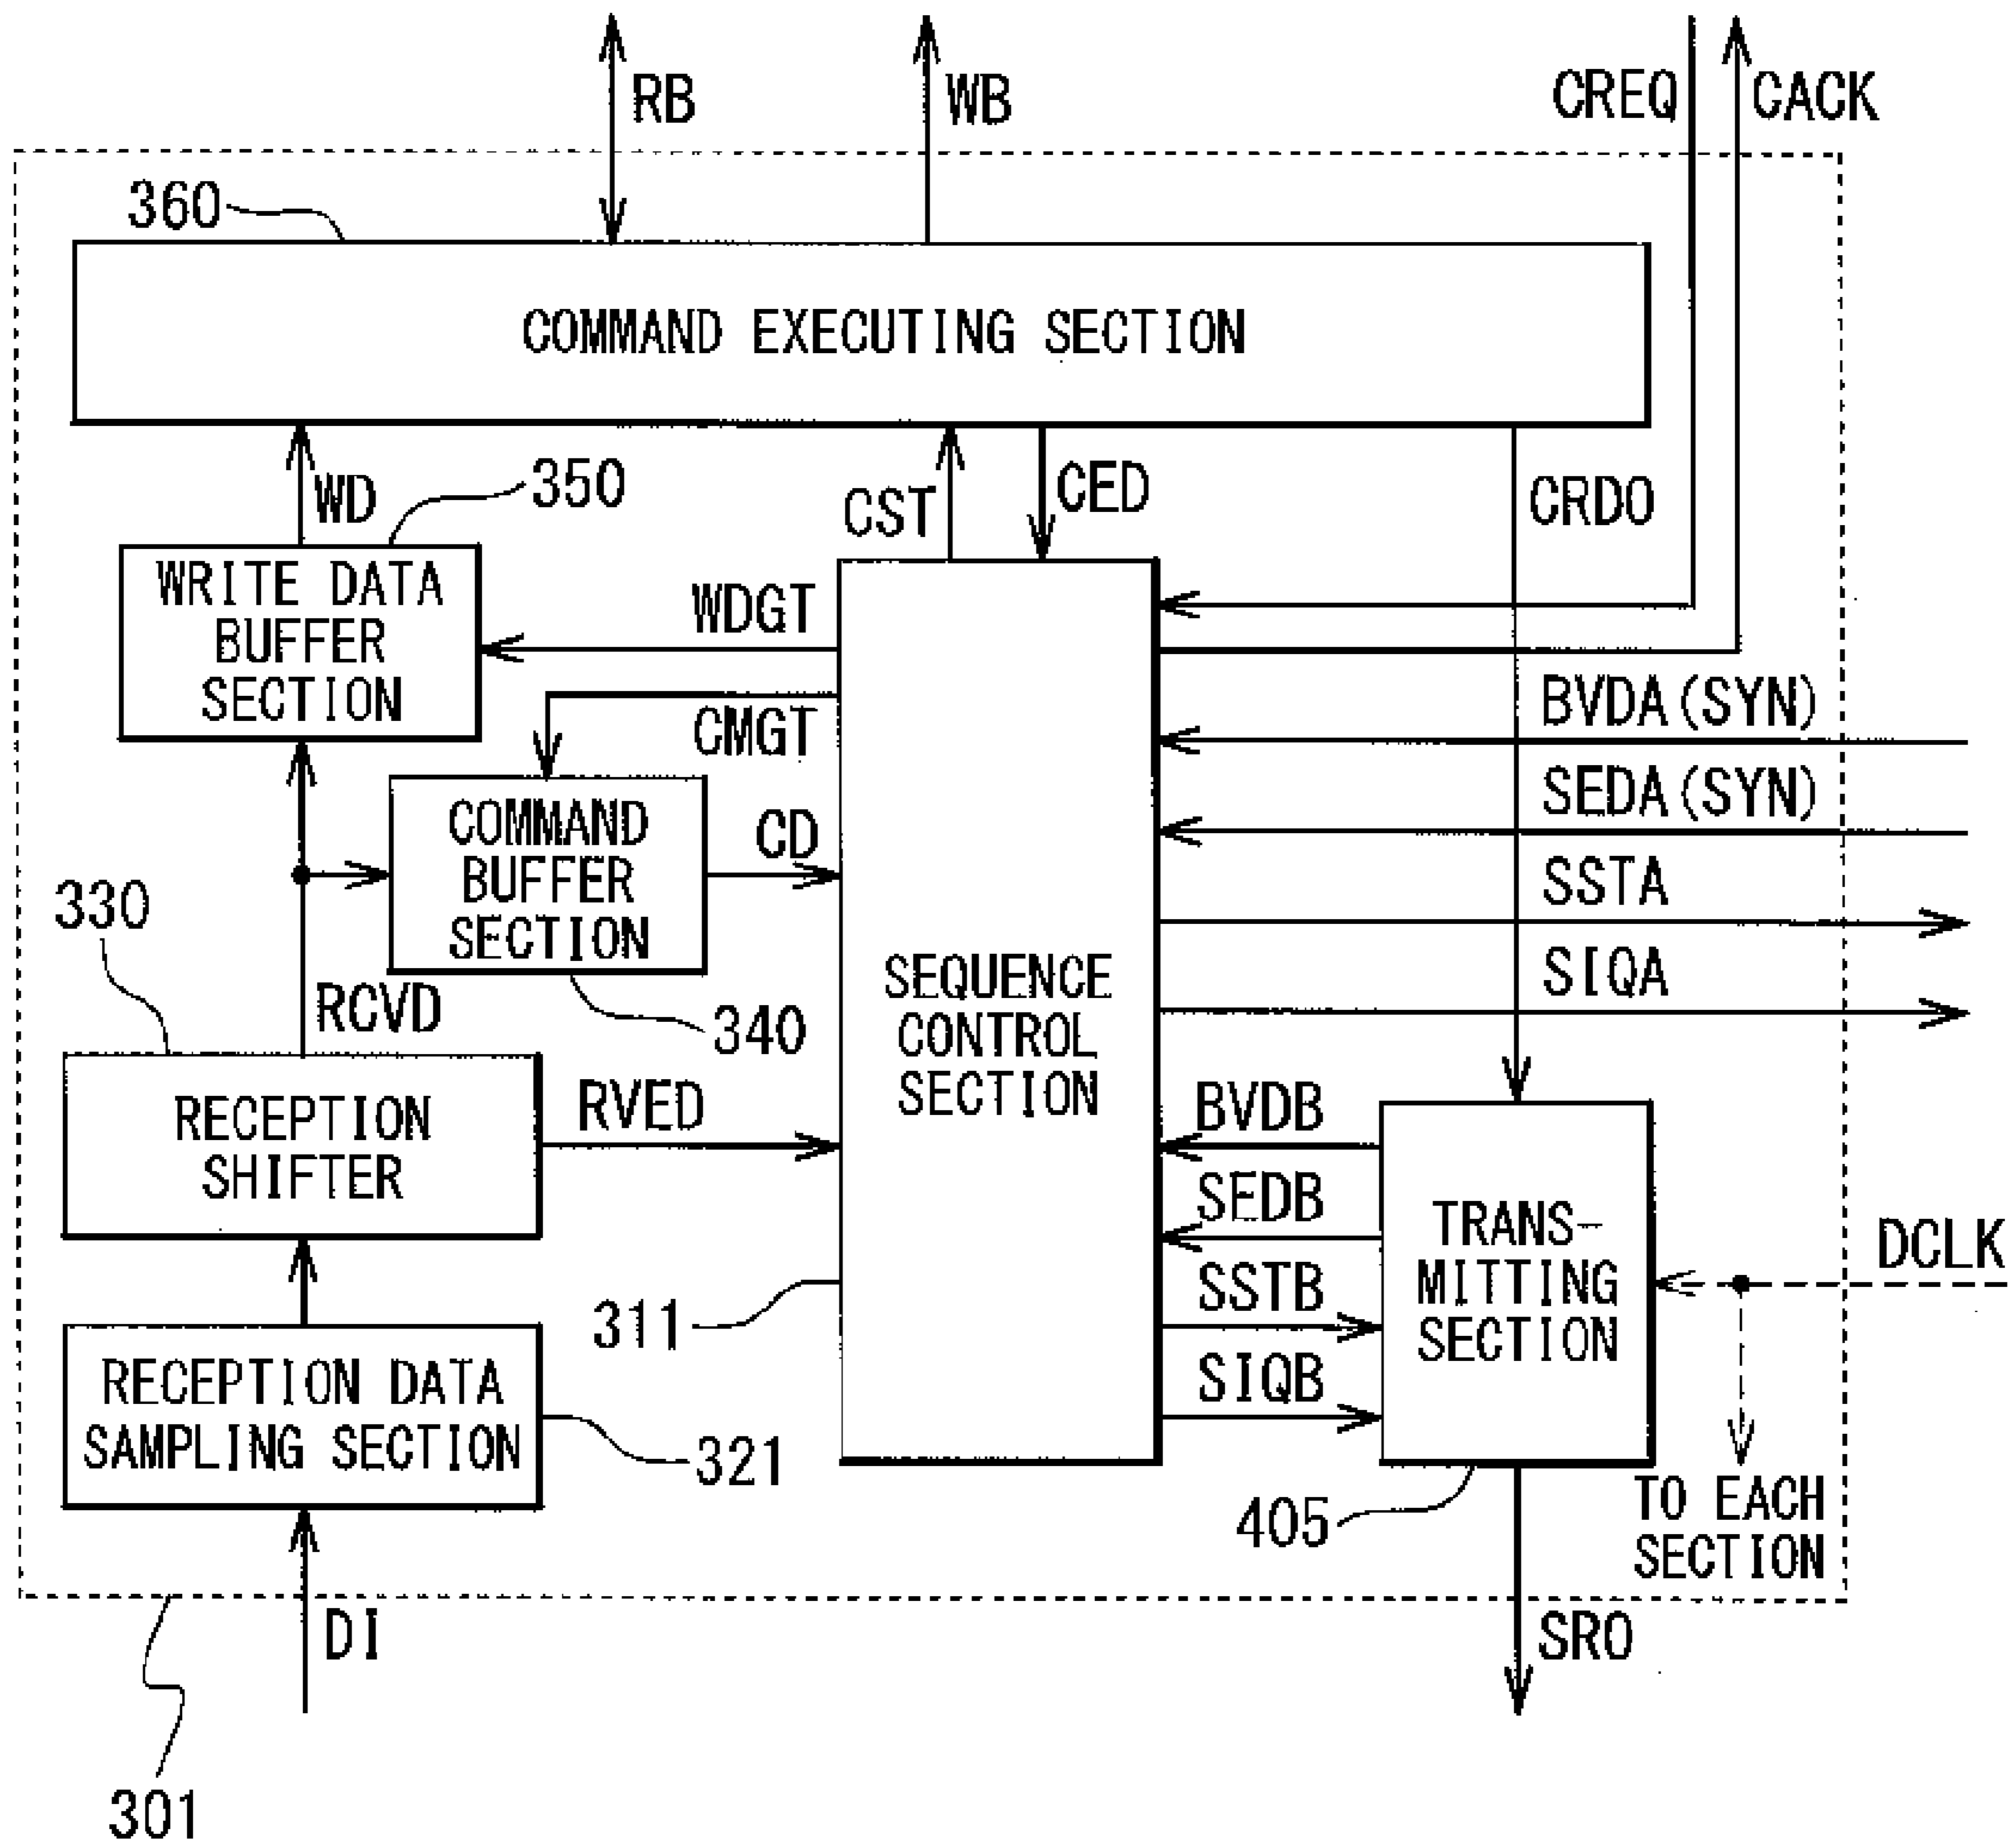 RB
WB
CREQ
CACK
360
COMMAND EXECUTING SECTION
WD
350
CST
CED
CRDO
WRITE DATA
BUFFER
SECTION
WDGT
CMGT
BVDA(SYN)
SEDA(SYN)
COMMAND
BUFFER
SECTION
CD
SSTA
SIQA
330
RCVD
340
SEQUENCE
CONTROL
SECTION
RECEPTION
SHIFTER
RVED
BVDB
SEDB
SSTB
SIQB
TRANS-
MITTING
SECTION
DCLK
311
RECEPTION DATA
SAMPLING SECTION
321
405
TO EACH
SECTION
DI
SRO
301